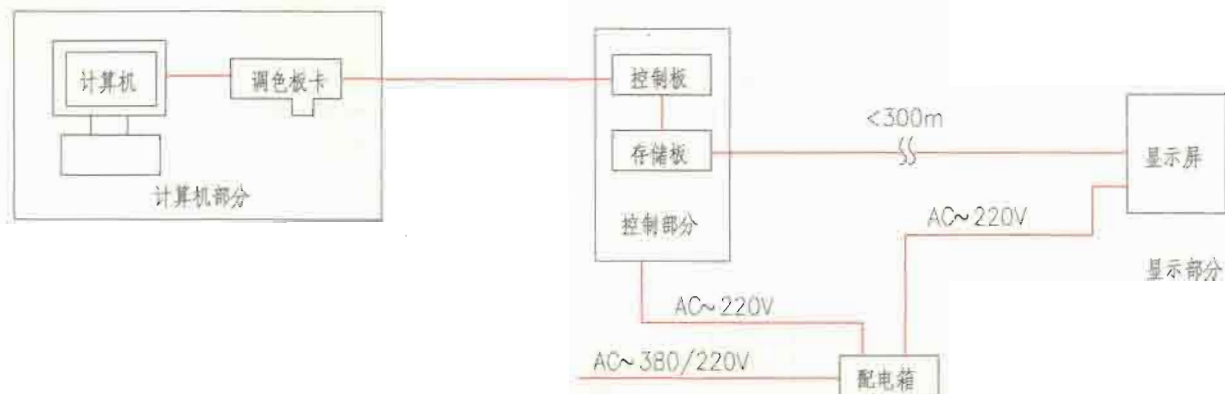 计算机
调色板卡
计算机部分
控制板
存储板
控制部分
<300m
显示屏
AC~220V
显示部分
AC~220V
AC~380/220V
配电箱